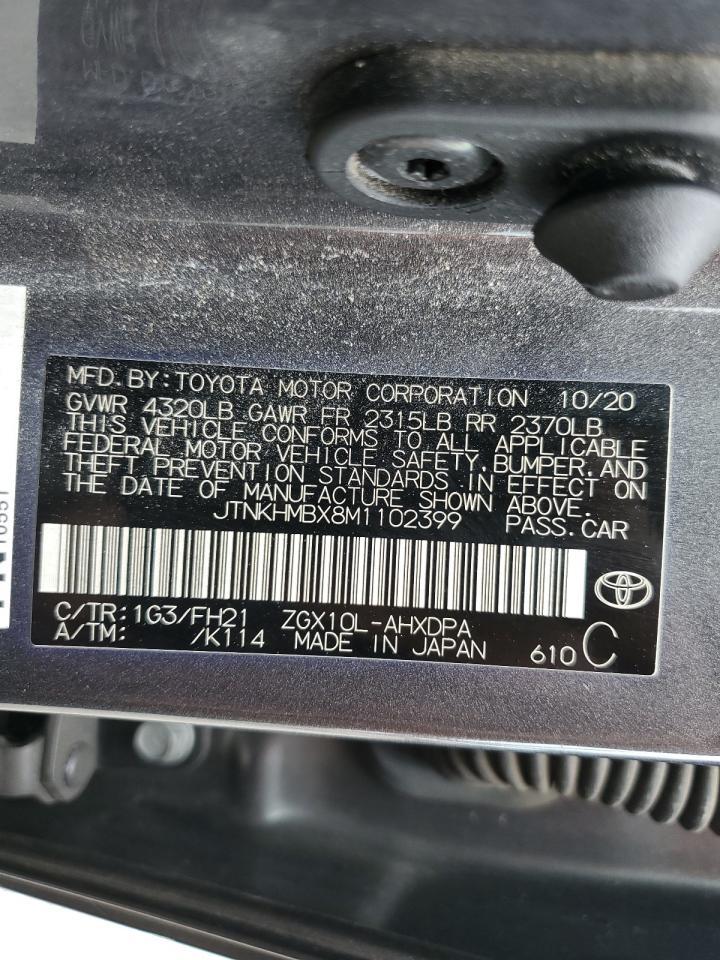 MFD.BY:TOYOTA MOTOR CORPORATION 10/20
GVWR 4320LB GAWR FR 2315LB RR 2370LB
THIS VEHICLE CONFORMS TO ALL APPLICABLE
FEDERAL MOTOR VEHICLE SAFETY,BUMPER,AND
THEFT PREVENTION STANDARDS IN EFFECT ON
THE DATE OF MANUFACTURE SHOWN ABOVE.
JTNKHMBX8M1102399 PASS.CAR
C/TR:1G3/FH21 ZGX10L-AHXDPA
A/TM: /K114 MADE IN JAPAN 610 C